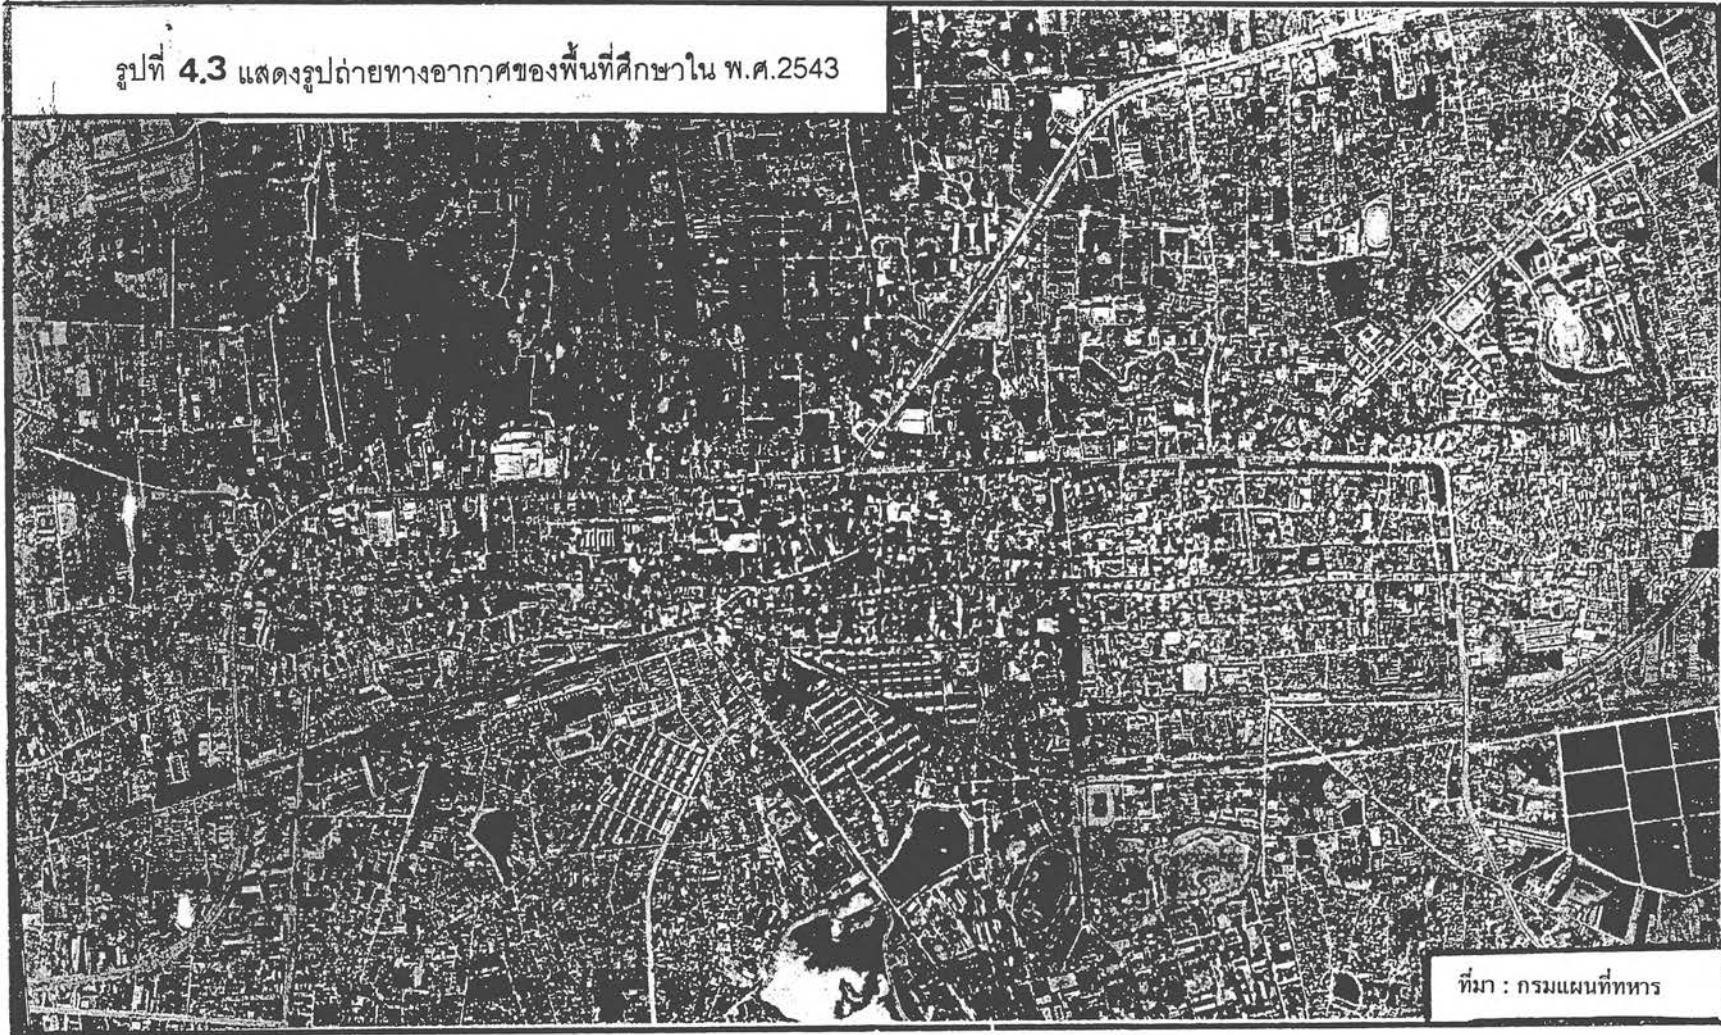 รูปที่ 4.3 แสดงรูปถ่ายทางอากาศของพื้นที่ศึกษาใน พ.ศ.2543
ที่มา : กรมแผนที่ทหาร